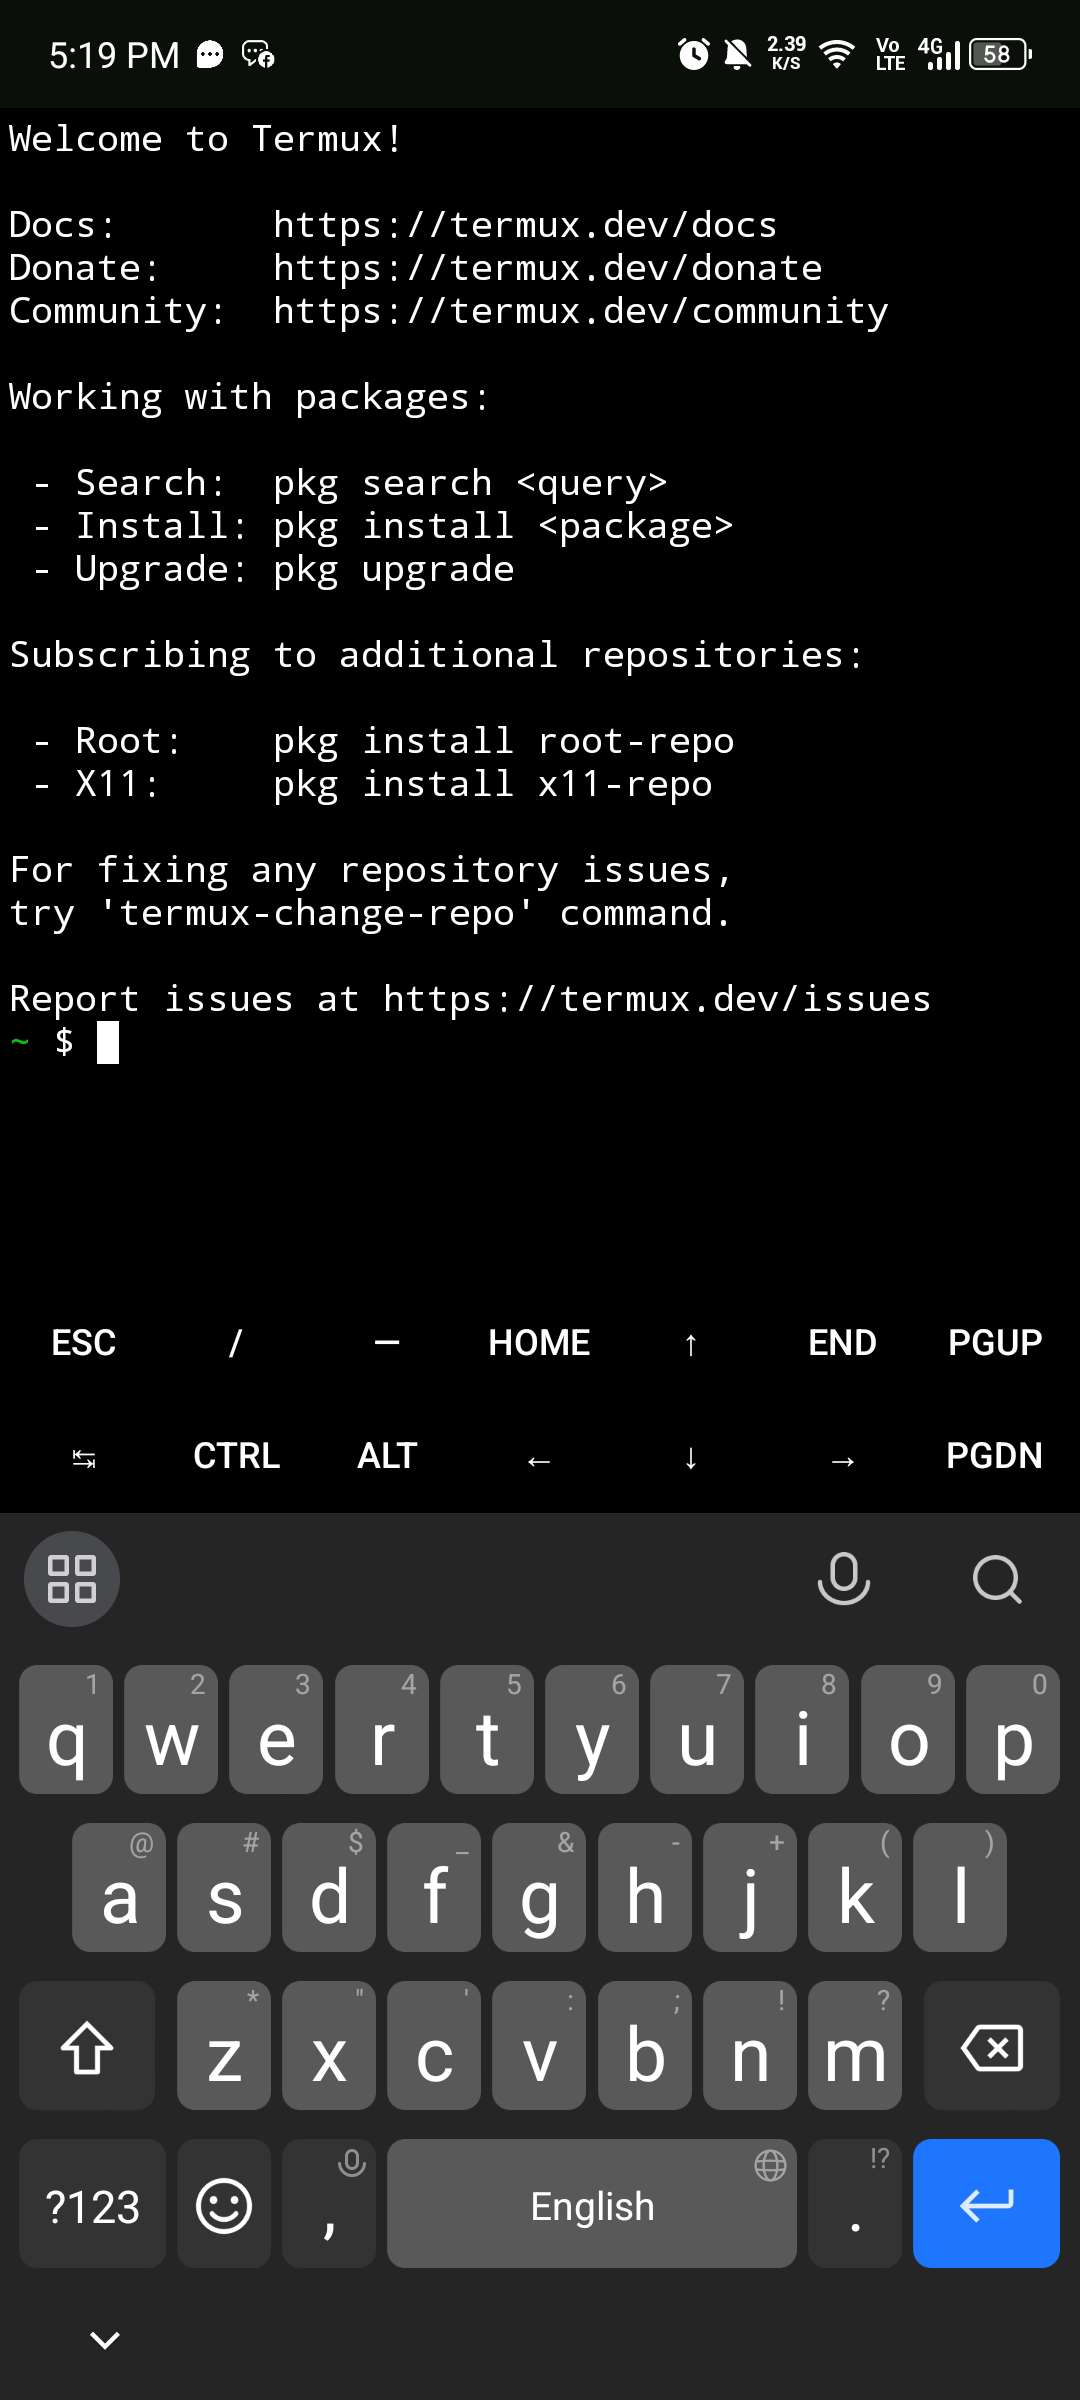 5:19 PM 2.39 K/S Vo LTE 4G 58
Welcome to Termux!
Docs: https://termux.dev/docs
Donate: https://termux.dev/donate
Community: https://termux.dev/community
Working with packages:
- Search: pkg search <query>
- Install: pkg install <package>
- Upgrade: pkg upgrade
Subscribing to additional repositories:
- Root: pkg install root-repo
- X11: pkg install x11-repo
For fixing any repository issues,
try 'termux-change-repo' command.
Report issues at https://termux.dev/issues
~ $
ESC / — HOME ↑ END PGUP
↹ CTRL ALT ← ↓ → PGDN
1 2 3 4 5 6 7 8 9 0
q w e r t y u i o p
@ # $ _ & - + ( )
a s d f g h j k l
* " ' : ; ! ?
z x c v b n m
?123 , English . !?